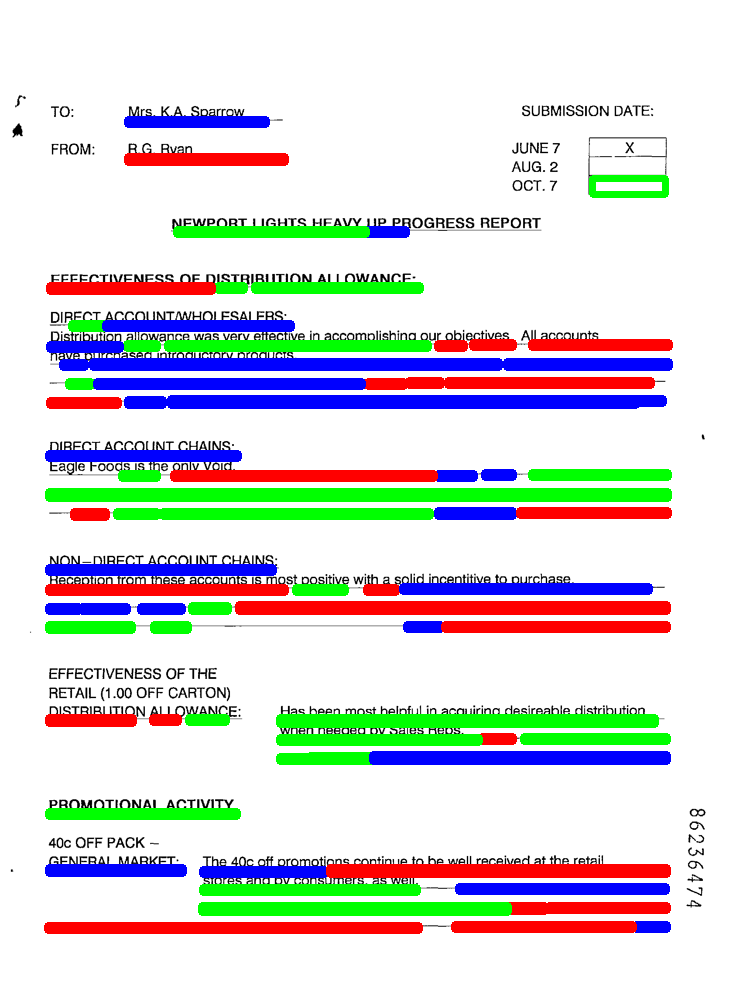 TO: Mrs. K.A. Sparrow SUBMISSION DATE:
FROM: R.G. Ryan JUNE 7 X
AUG. 2
OCT. 7
NEWPORT LIGHTS HEAVY UP PROGRESS REPORT
EFFECTIVENESS OF DISTRIBUTION ALLOWANCE:
DIRECT ACCOUNT/WHOLESALERS:
Distribution allowance was very effective in accomplishing our objectives. All accounts
have purchased introductory products
DIRECT ACCOUNT CHAINS:
Eagle Foods is the only Void.
NON-DIRECT ACCOUNT CHAINS:
Reception from these accounts is most positive with a solid incentitive to purchase.
EFFECTIVENESS OF THE
RETAIL (1.00 OFF CARTON)
DISTRIBUTION ALLOWANCE: Has been most helpful in acquiring desireable distribution
when needed by Sales Reps.
PROMOTIONAL ACTIVITY
40c OFF PACK -
GENERAL MARKET: The 40c off promotions continue to be well received at the retail
stores and by consumers, as well.
86236474